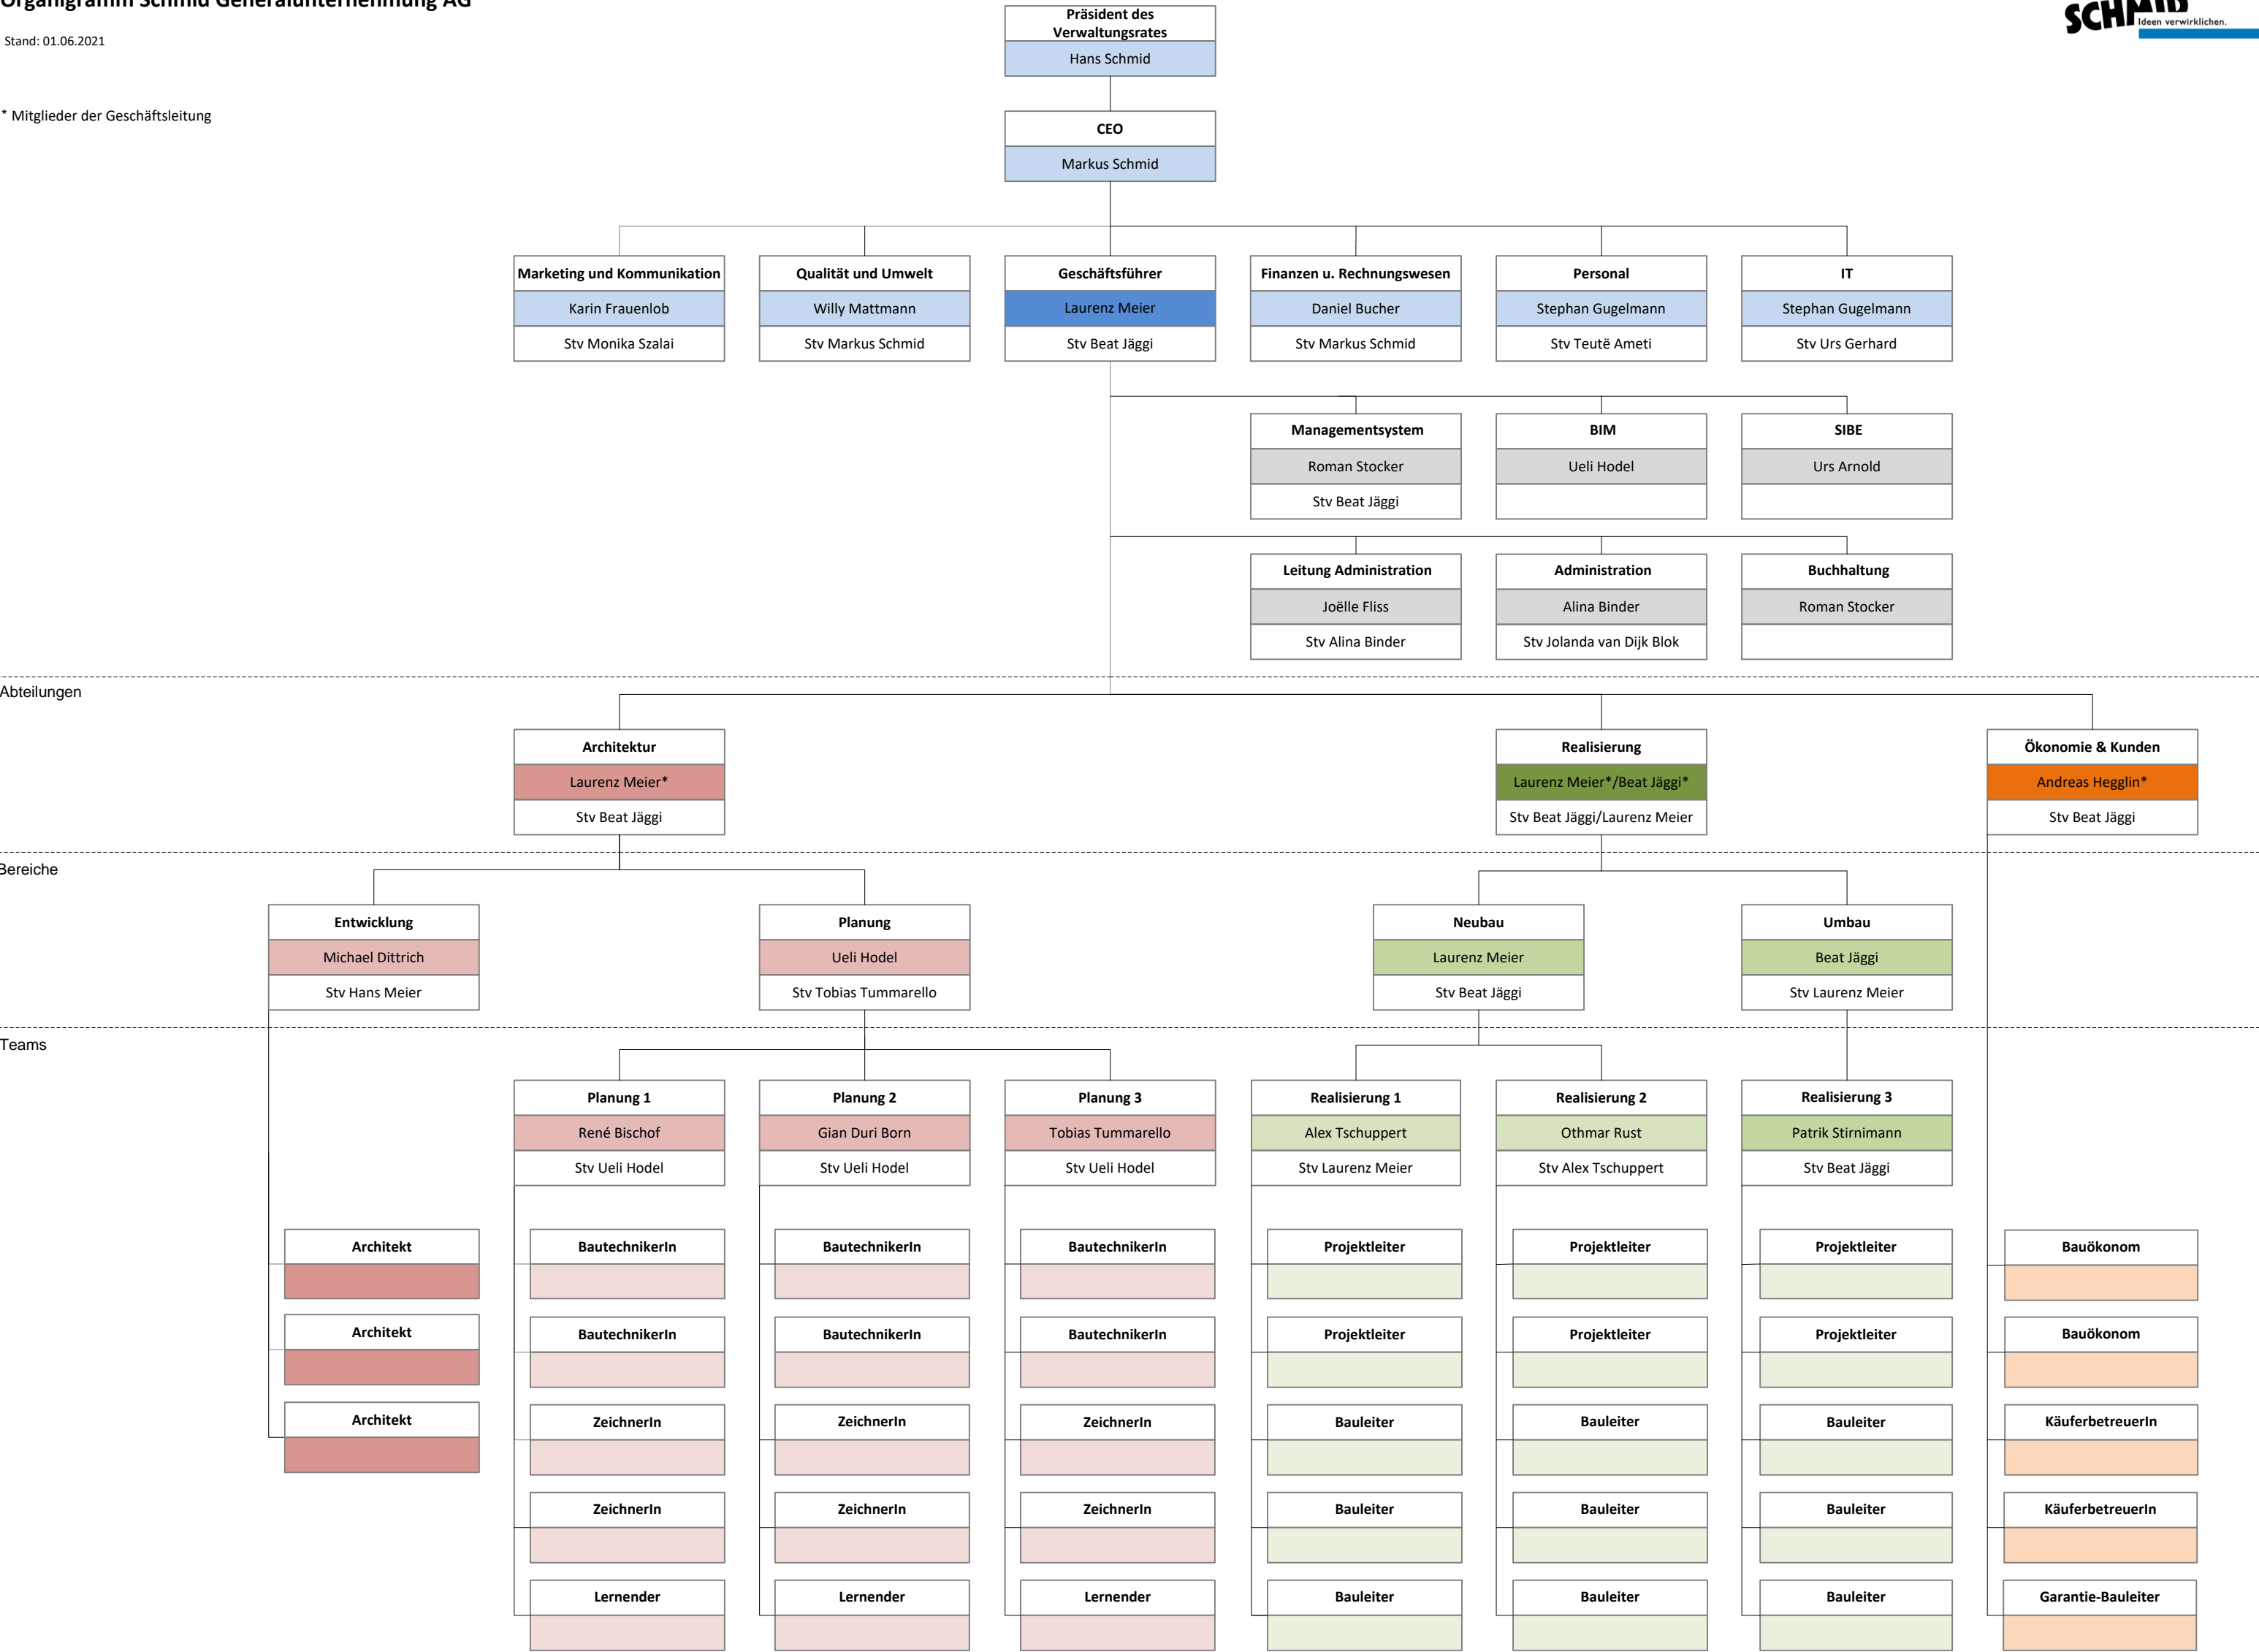 Organigramm Schmid Generalunternehmung AG
Stand: 01.06.2021
* Mitglieder der Geschäftsleitung
SCHMID
Ideen verwirklichen.
Präsident des
Verwaltungsrates
Hans Schmid
CEO
Markus Schmid
Marketing und Kommunikation
Karin Frauenlob
Stv Monika Szalai
Qualität und Umwelt
Willy Mattmann
Stv Markus Schmid
Geschäftsführer
Laurenz Meier
Stv Beat Jäggi
Finanzen u. Rechnungswesen
Daniel Bucher
Stv Markus Schmid
Personal
Stephan Gugelmann
Stv Teutë Ameti
IT
Stephan Gugelmann
Stv Urs Gerhard
Managementsystem
Roman Stocker
Stv Beat Jäggi
BIM
Ueli Hodel
SIBE
Urs Arnold
Leitung Administration
Joëlle Fliss
Stv Alina Binder
Administration
Alina Binder
Stv Jolanda van Dijk Blok
Buchhaltung
Roman Stocker
Abteilungen
Architektur
Laurenz Meier*
Stv Beat Jäggi
Realisierung
Laurenz Meier*/Beat Jäggi*
Stv Beat Jäggi/Laurenz Meier
Ökonomie & Kunden
Andreas Hegglin*
Stv Beat Jäggi
Bereiche
Entwicklung
Michael Dittrich
Stv Hans Meier
Planung
Ueli Hodel
Stv Tobias Tummarello
Neubau
Laurenz Meier
Stv Beat Jäggi
Umbau
Beat Jäggi
Stv Laurenz Meier
Teams
Planung 1
René Bischof
Stv Ueli Hodel
Planung 2
Gian Duri Born
Stv Ueli Hodel
Planung 3
Tobias Tummarello
Stv Ueli Hodel
Realisierung 1
Alex Tschuppert
Stv Laurenz Meier
Realisierung 2
Othmar Rust
Stv Alex Tschuppert
Realisierung 3
Patrik Stirnimann
Stv Beat Jäggi
Architekt
BautechnikerIn
BautechnikerIn
BautechnikerIn
Projektleiter
Projektleiter
Projektleiter
Bauökonom
Architekt
BautechnikerIn
BautechnikerIn
BautechnikerIn
Projektleiter
Projektleiter
Projektleiter
Bauökonom
Architekt
ZeichnerIn
ZeichnerIn
ZeichnerIn
Bauleiter
Bauleiter
Bauleiter
KäuferbetreuerIn
ZeichnerIn
ZeichnerIn
ZeichnerIn
Bauleiter
Bauleiter
Bauleiter
KäuferbetreuerIn
Lernender
Lernender
Lernender
Bauleiter
Bauleiter
Bauleiter
Garantie-Bauleiter